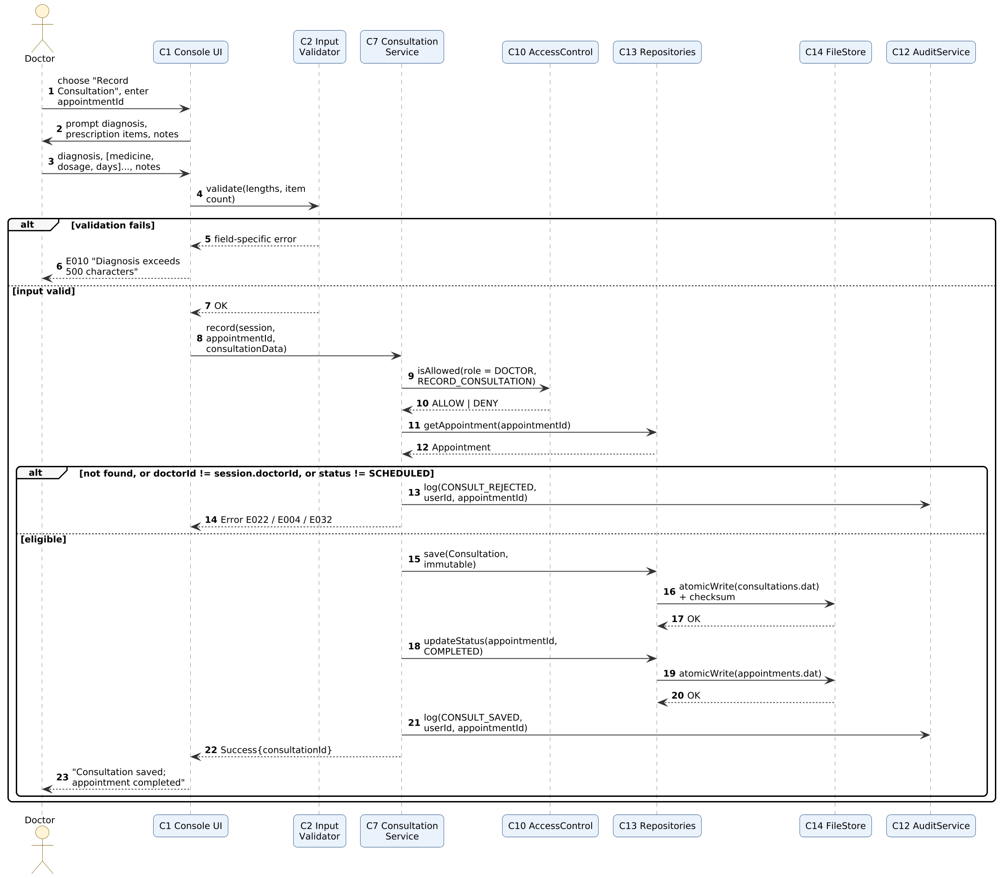 Doctor
C1 Console UI
C2 Input
Validator
C7 Consultation
Service
C10 AccessControl
C13 Repositories
C14 FileStore
C12 AuditService
1 choose "Record
Consultation", enter
appointmentId
2 prompt diagnosis,
prescription items, notes
3 diagnosis, [medicine,
dosage, days]..., notes
4 validate(lengths, item
count)
alt [validation fails]
5 field-specific error
6 E010 "Diagnosis exceeds
500 characters"
[input valid]
7 OK
8 record(session,
appointmentId,
consultationData)
9 isAllowed(role = DOCTOR,
RECORD_CONSULTATION)
10 ALLOW | DENY
11 getAppointment(appointmentId)
12 Appointment
alt [not found, or doctorId != session.doctorId, or status != SCHEDULED]
13 log(CONSULT_REJECTED,
userId, appointmentId)
14 Error E022 / E004 / E032
[eligible]
15 save(Consultation,
immutable)
16 atomicWrite(consultations.dat)
+ checksum
17 OK
18 updateStatus(appointmentId,
COMPLETED)
19 atomicWrite(appointments.dat)
20 OK
21 log(CONSULT_SAVED,
userId, appointmentId)
22 Success{consultationId}
23 "Consultation saved;
appointment completed"
Doctor
C1 Console UI
C2 Input
Validator
C7 Consultation
Service
C10 AccessControl
C13 Repositories
C14 FileStore
C12 AuditService